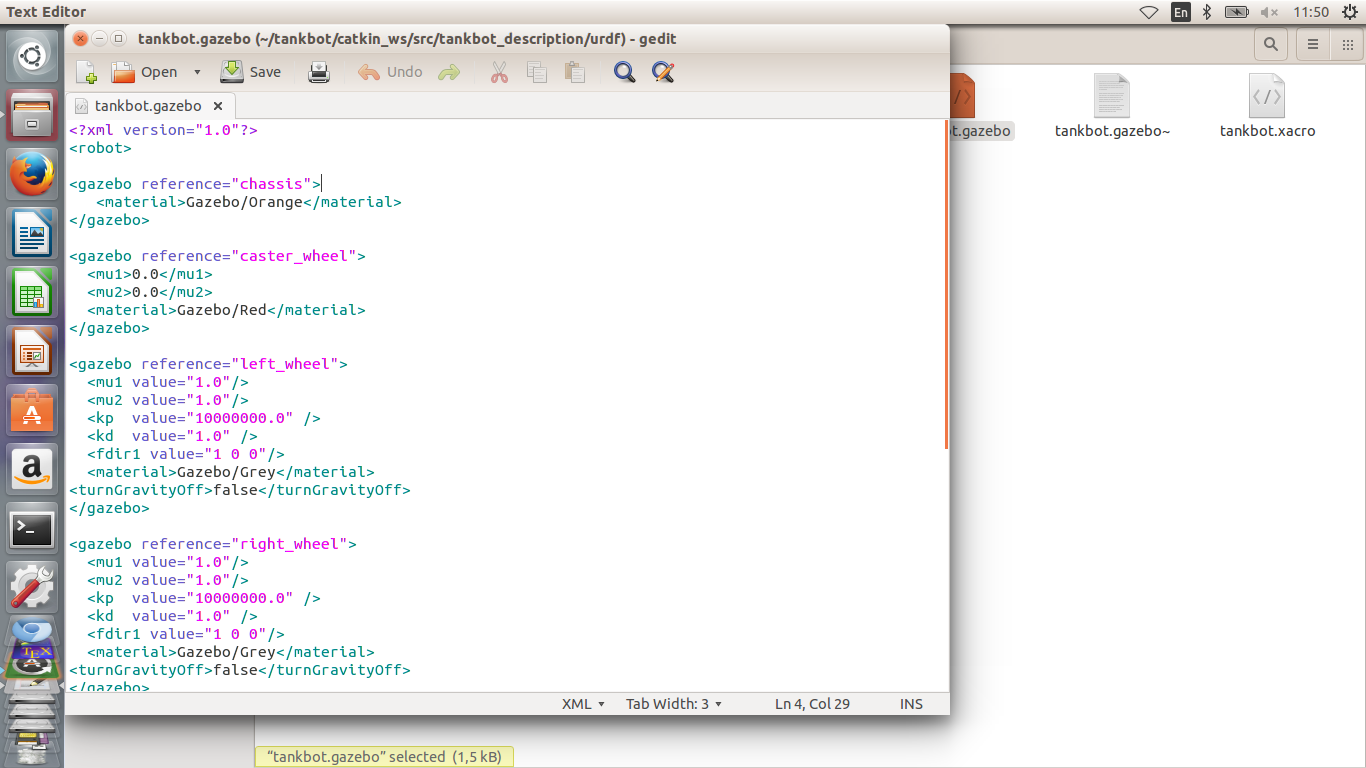 Text Editor
En
11:50
tankbot.gazebo (~/tankbot/catkin_ws/src/tankbot_description/urdf) - gedit
Open
Save
Undo
tankbot.gazebo
<?xml version="1.0"?>
<robot>
<gazebo reference="chassis">
<material>Gazebo/Orange</material>
</gazebo>
<gazebo reference="caster_wheel">
<mu1>0.0</mu1>
<mu2>0.0</mu2>
<material>Gazebo/Red</material>
</gazebo>
<gazebo reference="left_wheel">
<mu1 value="1.0"/>
<mu2 value="1.0"/>
<kp  value="10000000.0" />
<kd  value="1.0" />
<fdir1 value="1 0 0"/>
<material>Gazebo/Grey</material>
<turnGravityOff>false</turnGravityOff>
</gazebo>
<gazebo reference="right_wheel">
<mu1 value="1.0"/>
<mu2 value="1.0"/>
<kp  value="10000000.0" />
<kd  value="1.0" />
<fdir1 value="1 0 0"/>
<material>Gazebo/Grey</material>
<turnGravityOff>false</turnGravityOff>
</gazebo>
XML
Tab Width: 3
Ln 4, Col 29
INS
ot.gazebo
tankbot.gazebo~
tankbot.xacro
“tankbot.gazebo” selected (1,5 kB)
TEX